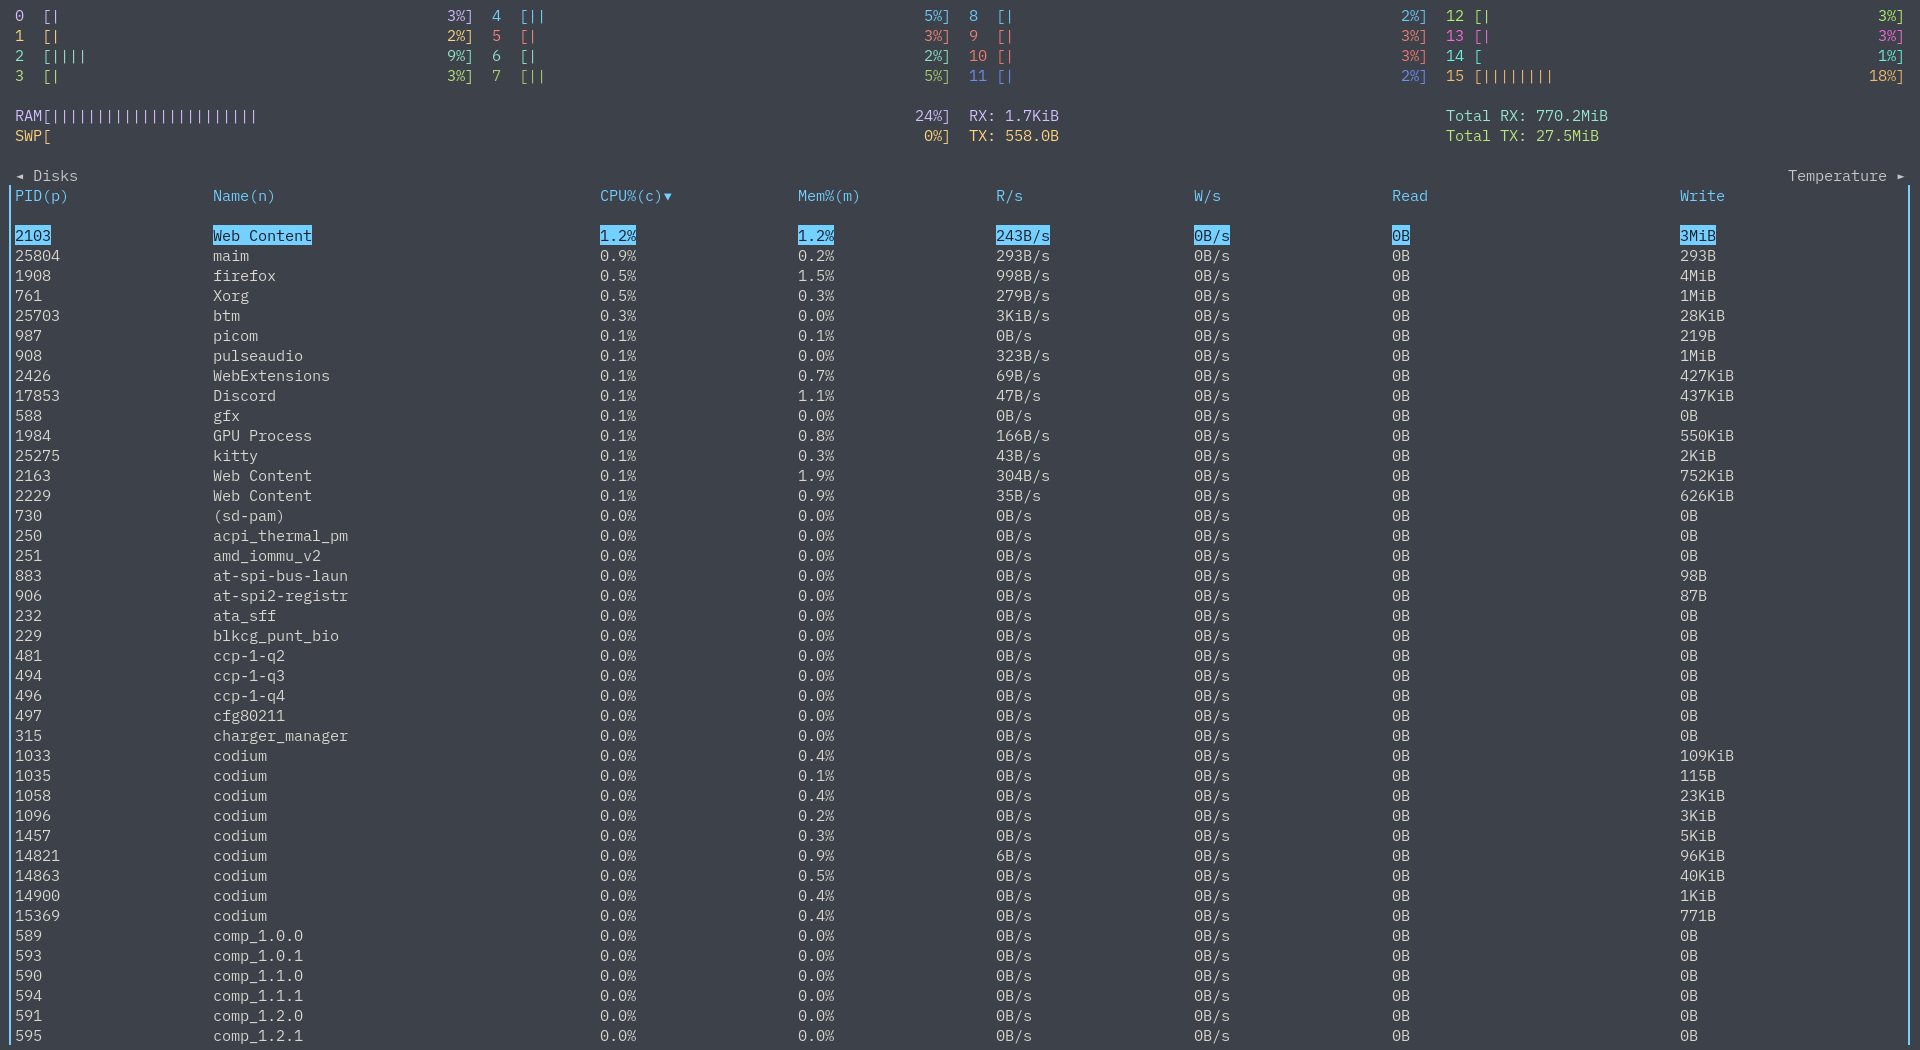 0 [| 3%] 4 [|| 5%] 8 [| 2%] 12 [| 3%]
1 [| 2%] 5 [| 3%] 9 [| 3%] 13 [| 3%]
2 [|||| 9%] 6 [| 2%] 10 [| 3%] 14 [ 1%]
3 [| 3%] 7 [|| 5%] 11 [| 2%] 15 [|||||||| 18%]
RAM[||||||||||||||||||||||| 24%] RX: 1.7KiB Total RX: 770.2MiB
SWP[ 0%] TX: 558.0B Total TX: 27.5MiB
◄ Disks Temperature ►
PID(p) Name(n) CPU%(c)▼ Mem%(m) R/s W/s Read Write
2103 Web Content 1.2% 1.2% 243B/s 0B/s 0B 3MiB
25804 maim 0.9% 0.2% 293B/s 0B/s 0B 293B
1908 firefox 0.5% 1.5% 998B/s 0B/s 0B 4MiB
761 Xorg 0.5% 0.3% 279B/s 0B/s 0B 1MiB
25703 btm 0.3% 0.0% 3KiB/s 0B/s 0B 28KiB
987 picom 0.1% 0.1% 0B/s 0B/s 0B 219B
908 pulseaudio 0.1% 0.0% 323B/s 0B/s 0B 1MiB
2426 WebExtensions 0.1% 0.7% 69B/s 0B/s 0B 427KiB
17853 Discord 0.1% 1.1% 47B/s 0B/s 0B 437KiB
588 gfx 0.1% 0.0% 0B/s 0B/s 0B 0B
1984 GPU Process 0.1% 0.8% 166B/s 0B/s 0B 550KiB
25275 kitty 0.1% 0.3% 43B/s 0B/s 0B 2KiB
2163 Web Content 0.1% 1.9% 304B/s 0B/s 0B 752KiB
2229 Web Content 0.1% 0.9% 35B/s 0B/s 0B 626KiB
730 (sd-pam) 0.0% 0.0% 0B/s 0B/s 0B 0B
250 acpi_thermal_pm 0.0% 0.0% 0B/s 0B/s 0B 0B
251 amd_iommu_v2 0.0% 0.0% 0B/s 0B/s 0B 0B
883 at-spi-bus-laun 0.0% 0.0% 0B/s 0B/s 0B 98B
906 at-spi2-registr 0.0% 0.0% 0B/s 0B/s 0B 87B
232 ata_sff 0.0% 0.0% 0B/s 0B/s 0B 0B
229 blkcg_punt_bio 0.0% 0.0% 0B/s 0B/s 0B 0B
481 ccp-1-q2 0.0% 0.0% 0B/s 0B/s 0B 0B
494 ccp-1-q3 0.0% 0.0% 0B/s 0B/s 0B 0B
496 ccp-1-q4 0.0% 0.0% 0B/s 0B/s 0B 0B
497 cfg80211 0.0% 0.0% 0B/s 0B/s 0B 0B
315 charger_manager 0.0% 0.0% 0B/s 0B/s 0B 0B
1033 codium 0.0% 0.4% 0B/s 0B/s 0B 109KiB
1035 codium 0.0% 0.1% 0B/s 0B/s 0B 115B
1058 codium 0.0% 0.4% 0B/s 0B/s 0B 23KiB
1096 codium 0.0% 0.2% 0B/s 0B/s 0B 3KiB
1457 codium 0.0% 0.3% 0B/s 0B/s 0B 5KiB
14821 codium 0.0% 0.9% 6B/s 0B/s 0B 96KiB
14863 codium 0.0% 0.5% 0B/s 0B/s 0B 40KiB
14900 codium 0.0% 0.4% 0B/s 0B/s 0B 1KiB
15369 codium 0.0% 0.4% 0B/s 0B/s 0B 771B
589 comp_1.0.0 0.0% 0.0% 0B/s 0B/s 0B 0B
593 comp_1.0.1 0.0% 0.0% 0B/s 0B/s 0B 0B
590 comp_1.1.0 0.0% 0.0% 0B/s 0B/s 0B 0B
594 comp_1.1.1 0.0% 0.0% 0B/s 0B/s 0B 0B
591 comp_1.2.0 0.0% 0.0% 0B/s 0B/s 0B 0B
595 comp_1.2.1 0.0% 0.0% 0B/s 0B/s 0B 0B